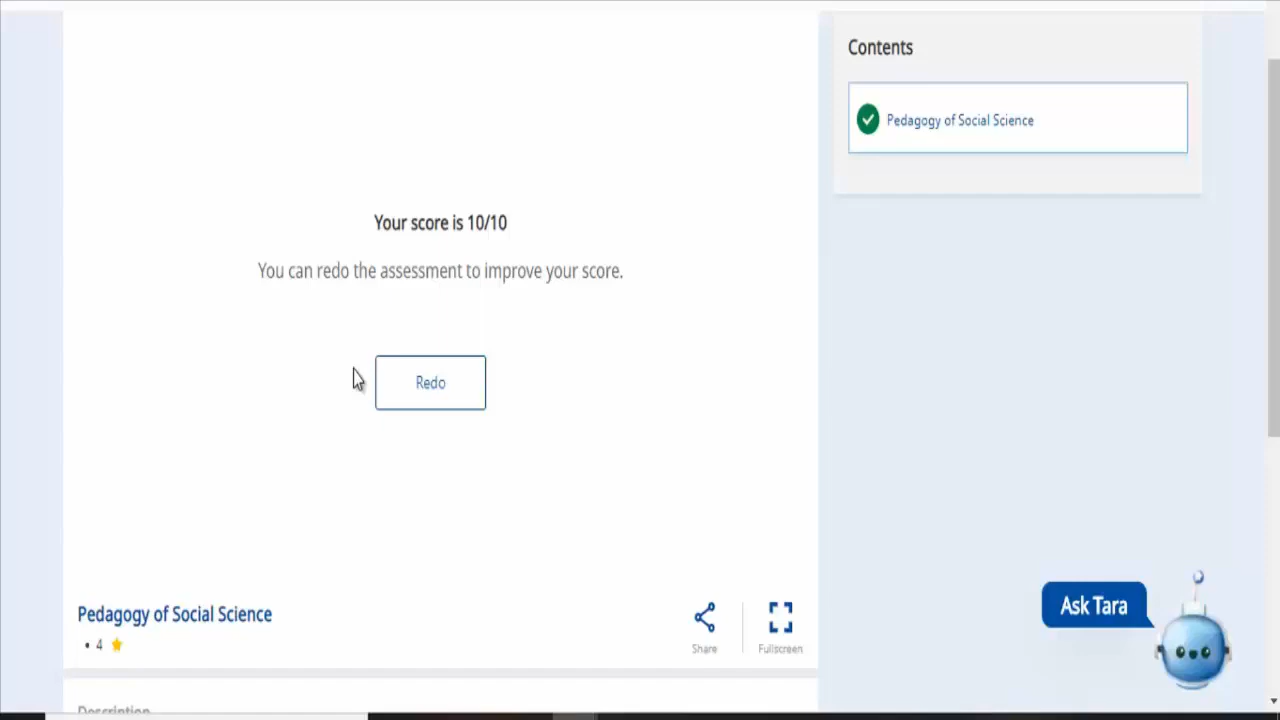 Contents
Pedagogy of Social Science
Your score is 10/10
You can redo the assessment to improve your score.
Redo
Pedagogy of Social Science
• 4
Share
Fullscreen
Ask Tara
Description